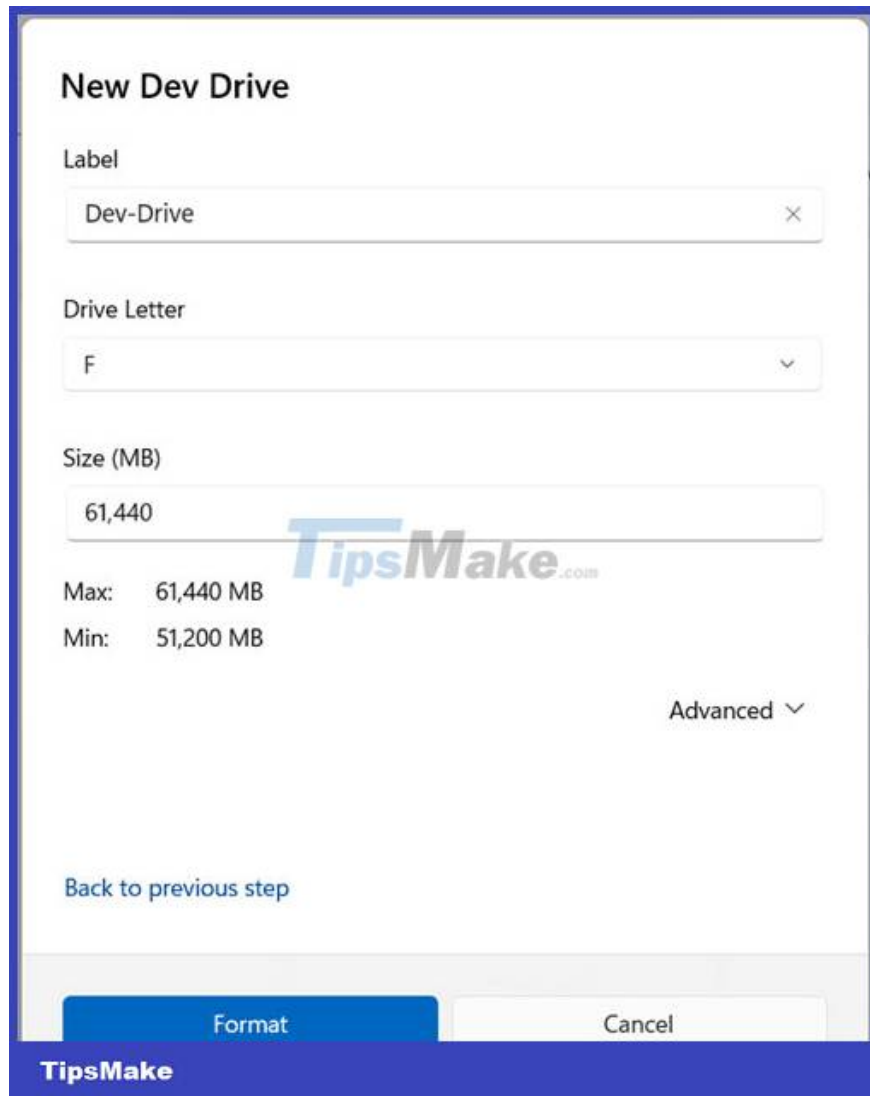 New Dev Drive
Label
Dev-Drive
Drive Letter
F
Size (MB)
61,440
TipsMake.com
Max: 61,440 MB
Min: 51,200 MB
Advanced
Back to previous step
Format Cancel
TipsMake